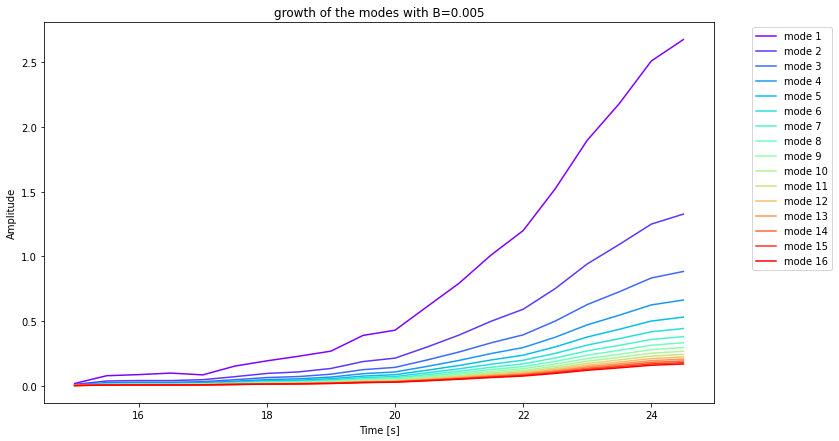 growth of the modes with B=0.005
Amplitude
2.5
2.0
1.5
1.0
0.5
0.0
16
18
20
22
24
Time [s]
mode 1
mode 2
mode 3
mode 4
mode 5
mode 6
mode 7
mode 8
mode 9
mode 10
mode 11
mode 12
mode 13
mode 14
mode 15
mode 16